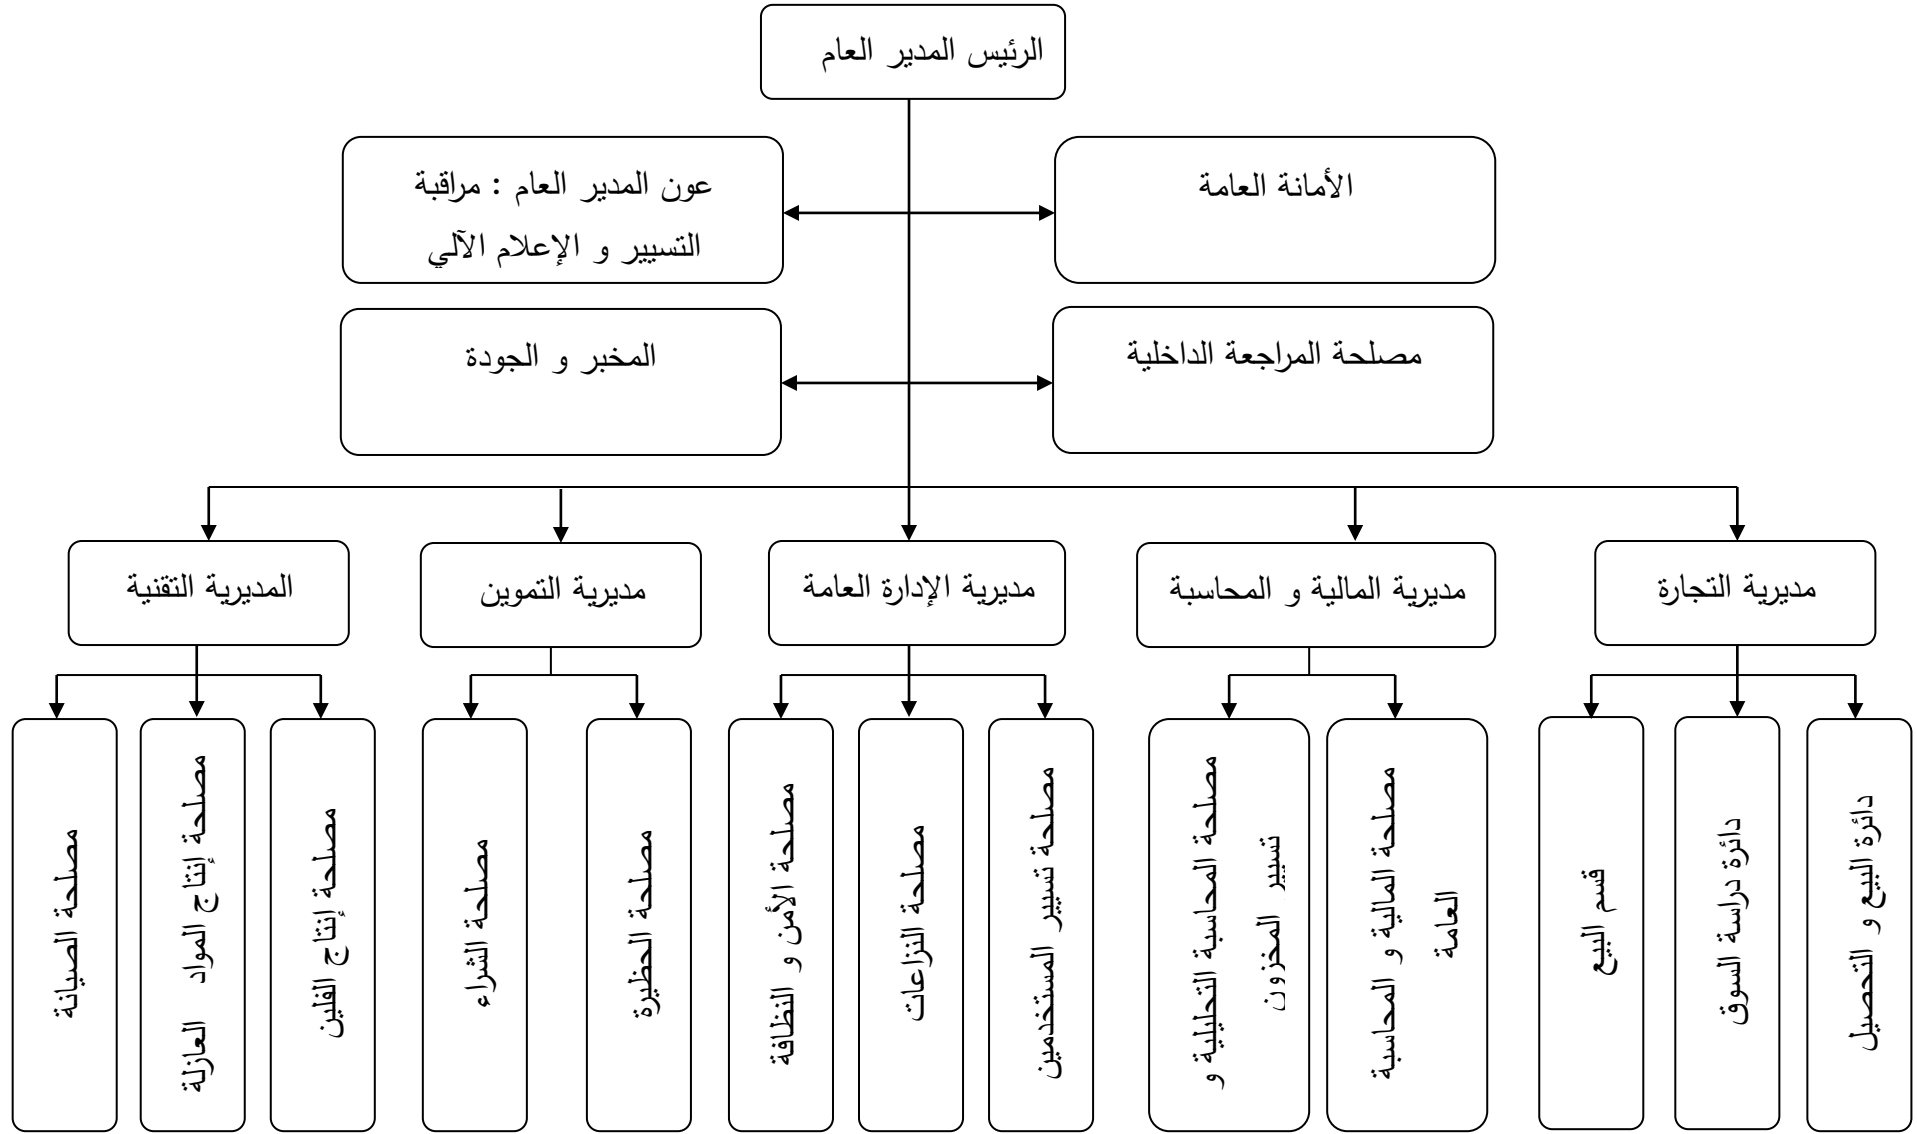 الرئيس المدير العام
الأمانة العامة
عون المدير العام : مراقبة
التسيير و الإعلام الآلي
مصلحة المراجعة الداخلية
المخبر و الجودة
مديرية التجارة
مديرية المالية و المحاسبة
مديرية الإدارة العامة
مديرية التموين
المديرية التقنية
دائرة البيع و التحصيل
دائرة دراسة السوق
قسم البيع
مصلحة المالية و المحاسبة
العامة
مصلحة المحاسبة التحليلية و
تسيير المخزون
مصلحة تسيير المستخدمين
مصلحة النزاعات
مصلحة الأمن و النظافة
مصلحة الحظيرة
مصلحة الشراء
مصلحة إنتاج الفلين
مصلحة إنتاج المواد العازلة
مصلحة الصيانة